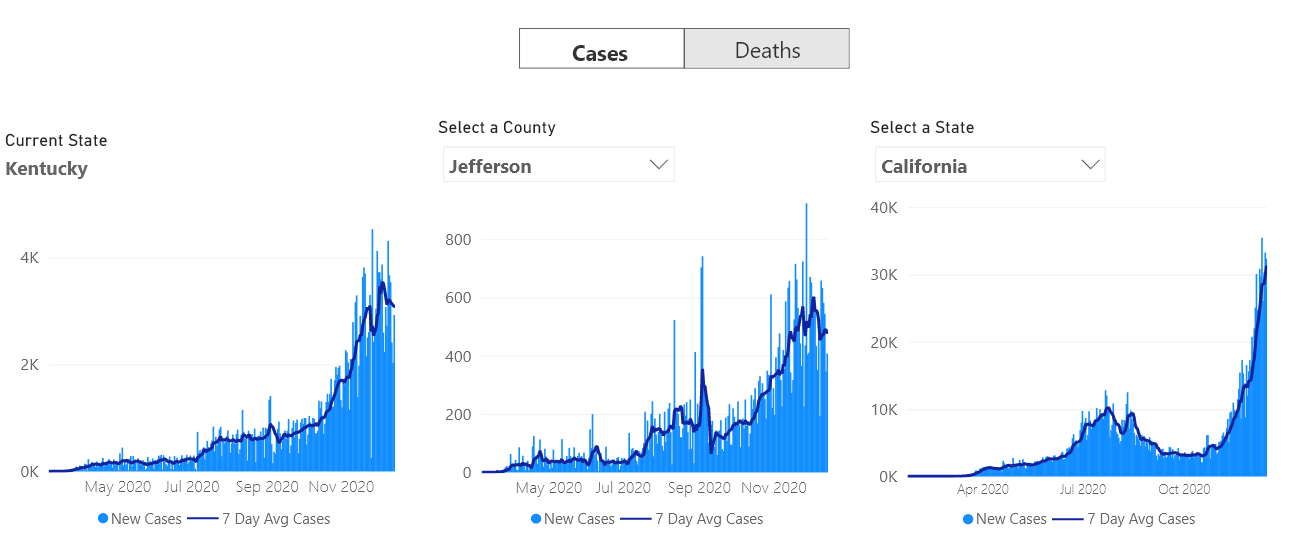 Cases Deaths
Current State
Kentucky
4K
2K
0K
May 2020 Jul 2020 Sep 2020 Nov 2020
New Cases 7 Day Avg Cases
Select a County
Jefferson
800
600
400
200
0
May 2020 Jul 2020 Sep 2020 Nov 2020
New Cases 7 Day Avg Cases
Select a State
California
40K
30K
20K
10K
0K
Apr 2020 Jul 2020 Oct 2020
New Cases 7 Day Avg Cases